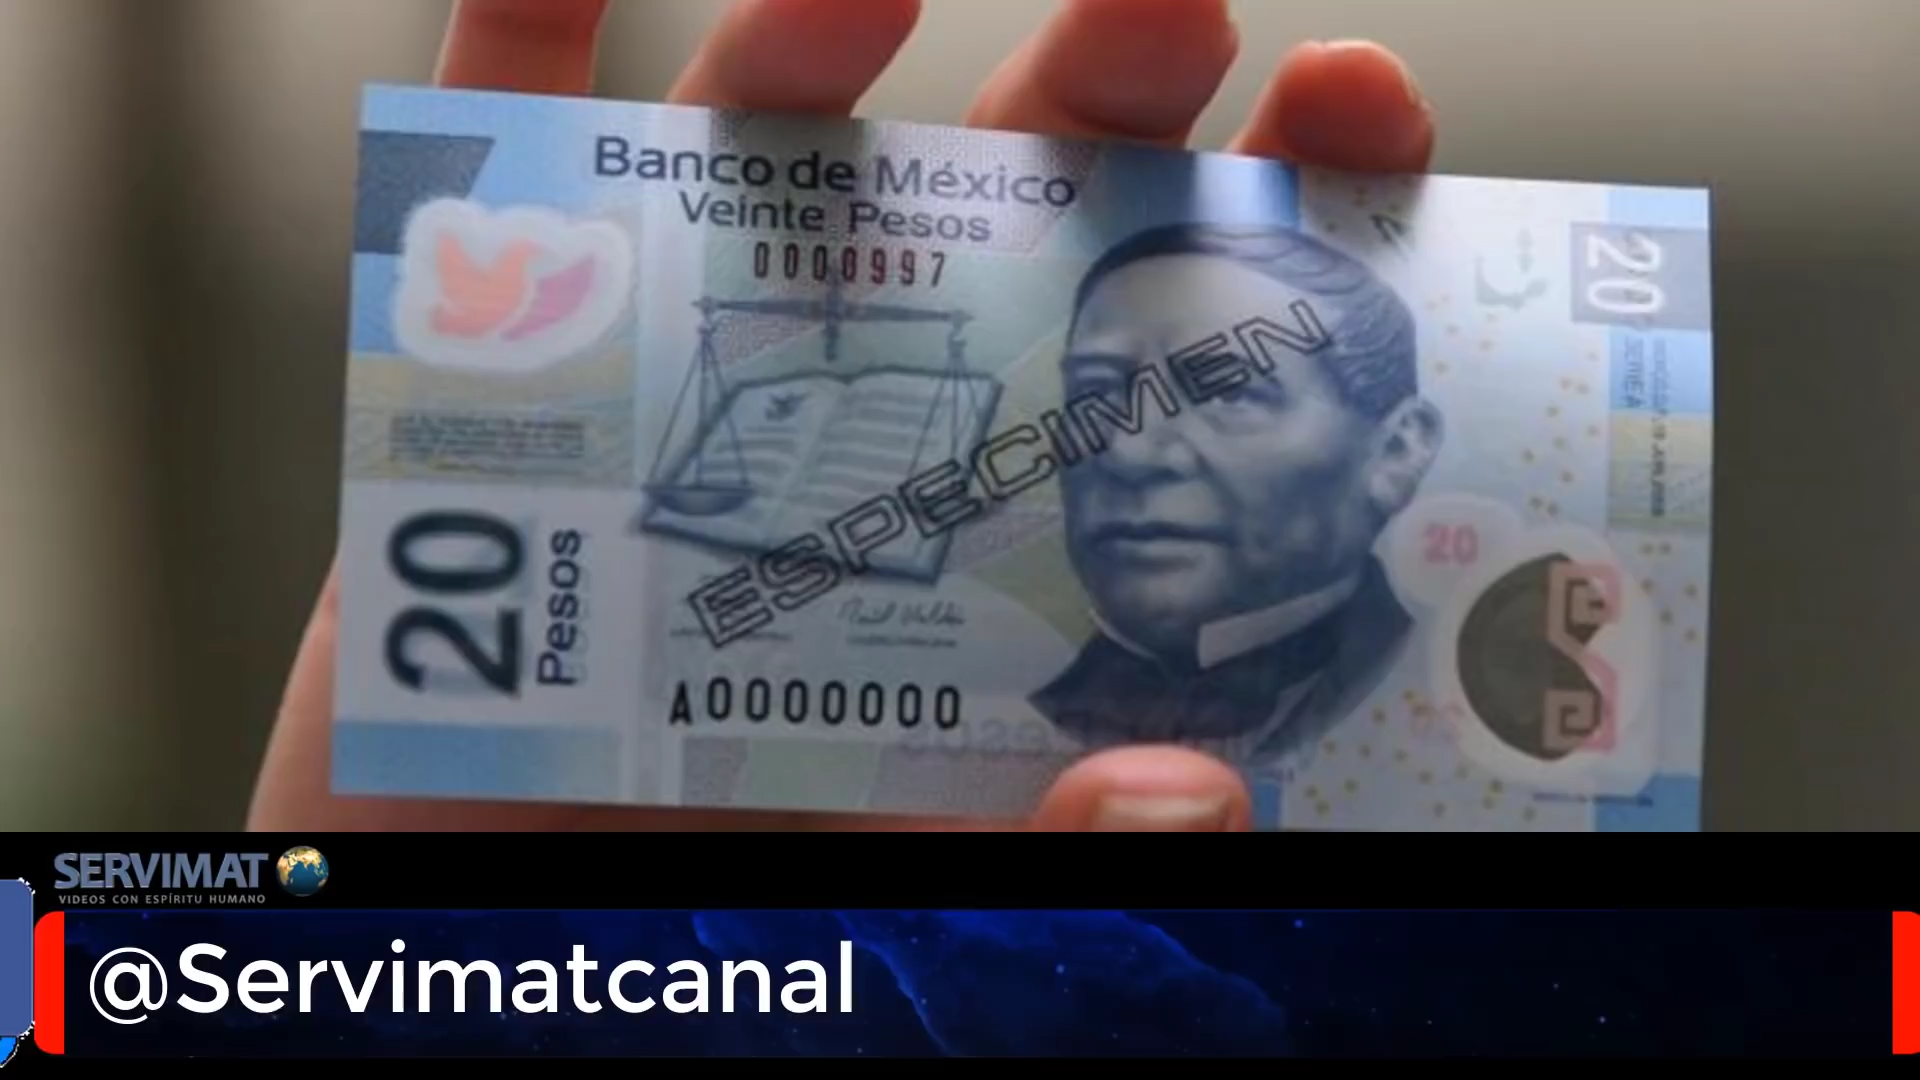 Banco de México
Veinte Pesos
0000997
20
20
Pesos
ESPECIMEN
20
A0000000
SERVIMAT
VIDEOS CON ESPÍRITU HUMANO
@Servimatcanal